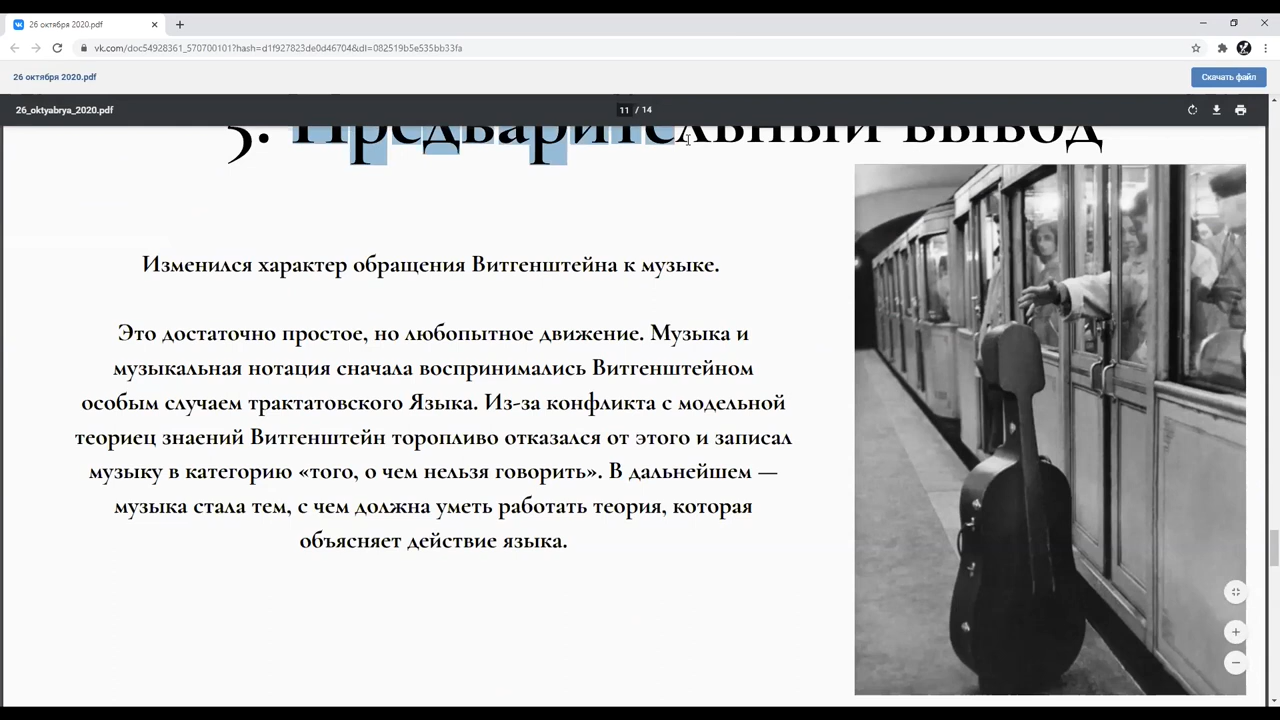 26 октября 2020.pdf
vk.com/doc54928361_570700101?hash=d1f927823de0d46704&dl=082519b5e535bb33fa
26 октября 2020.pdf
Скачать файл
26_oktyabrya_2020.pdf
11 / 14
5. Предварительный вывод
Изменился характер обращения Витгенштейна к музыке.
Это достаточно простое, но любопытное движение. Музыка и
музыкальная нотация сначала воспринимались Витгенштейном
особым случаем трактатовского Языка. Из-за конфликта с модельной
теориец знаений Витгенштейн торопливо отказался от этого и записал
музыку в категорию «того, о чем нельзя говорить». В дальнейшем —
музыка стала тем, с чем должна уметь работать теория, которая
объясняет действие языка.